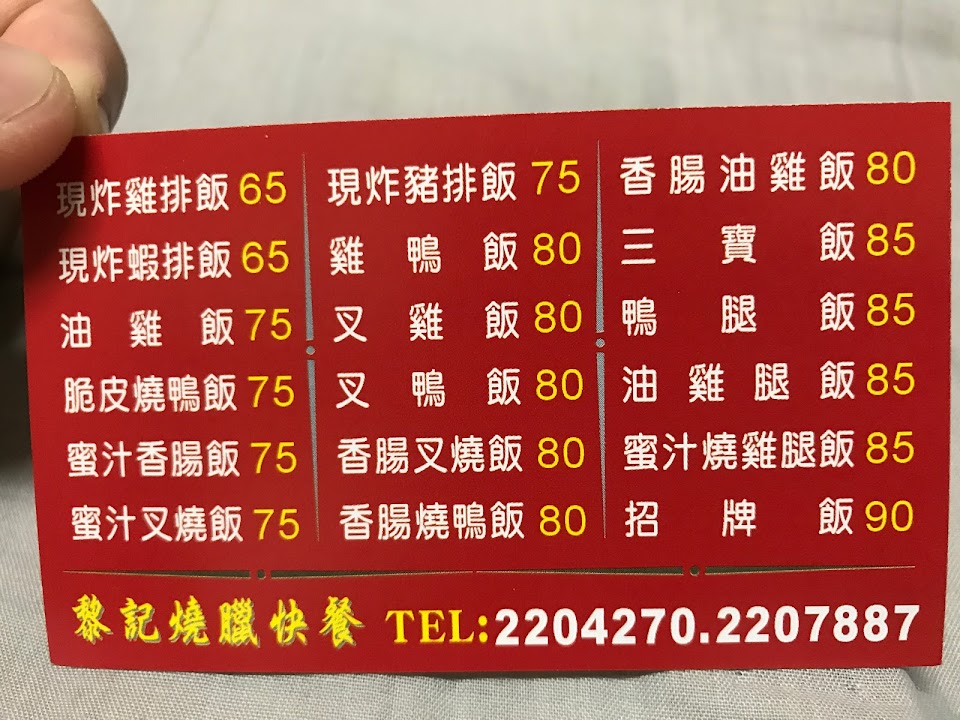 現炸雞排飯 65
現炸蝦排飯 65
油雞飯 75
脆皮燒鴨飯 75
蜜汁香腸飯 75
蜜汁叉燒飯 75
現炸豬排飯 75
雞鴨飯 80
叉雞飯 80
叉鴨飯 80
香腸叉燒飯 80
香腸燒鴨飯 80
香腸油雞飯 80
三寶飯 85
鴨腿飯 85
油雞腿飯 85
蜜汁燒雞腿飯 85
招牌飯 90
黎記燒臘快餐 TEL:2204270.2207887